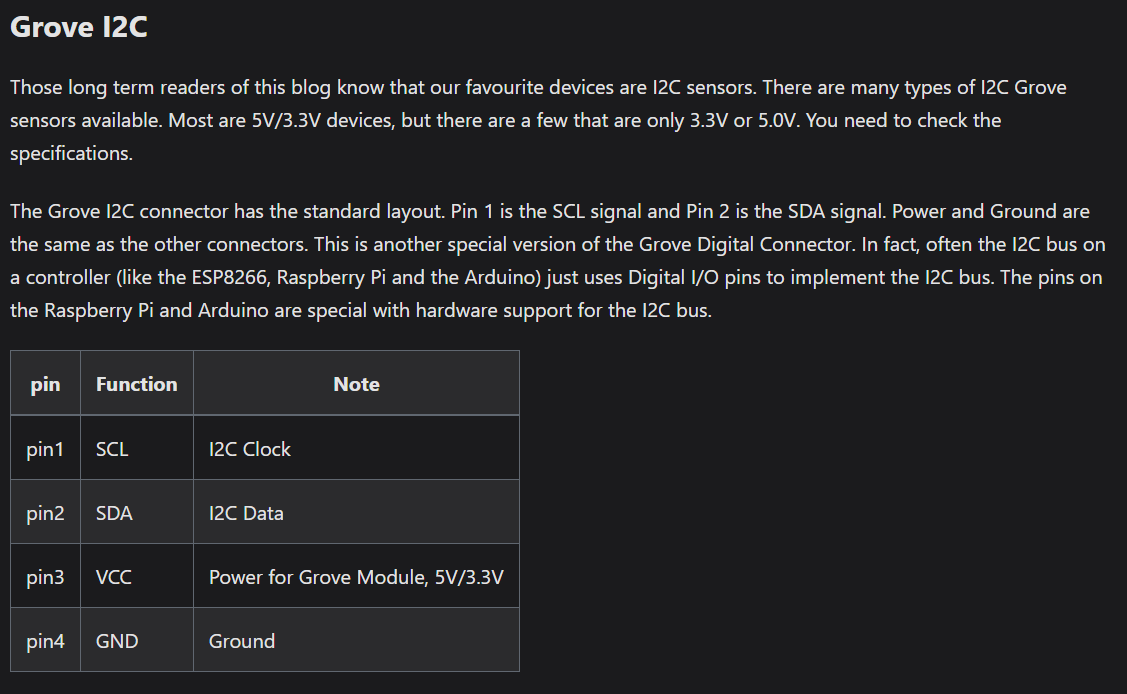 Grove I2C
Those long term readers of this blog know that our favourite devices are I2C sensors. There are many types of I2C Grove
sensors available. Most are 5V/3.3V devices, but there are a few that are only 3.3V or 5.0V. You need to check the
specifications.
The Grove I2C connector has the standard layout. Pin 1 is the SCL signal and Pin 2 is the SDA signal. Power and Ground are
the same as the other connectors. This is another special version of the Grove Digital Connector. In fact, often the I2C bus on
a controller (like the ESP8266, Raspberry Pi and the Arduino) just uses Digital I/O pins to implement the I2C bus. The pins on
the Raspberry Pi and Arduino are special with hardware support for the I2C bus.
pin Function Note
pin1 SCL I2C Clock
pin2 SDA I2C Data
pin3 VCC Power for Grove Module, 5V/3.3V
pin4 GND Ground